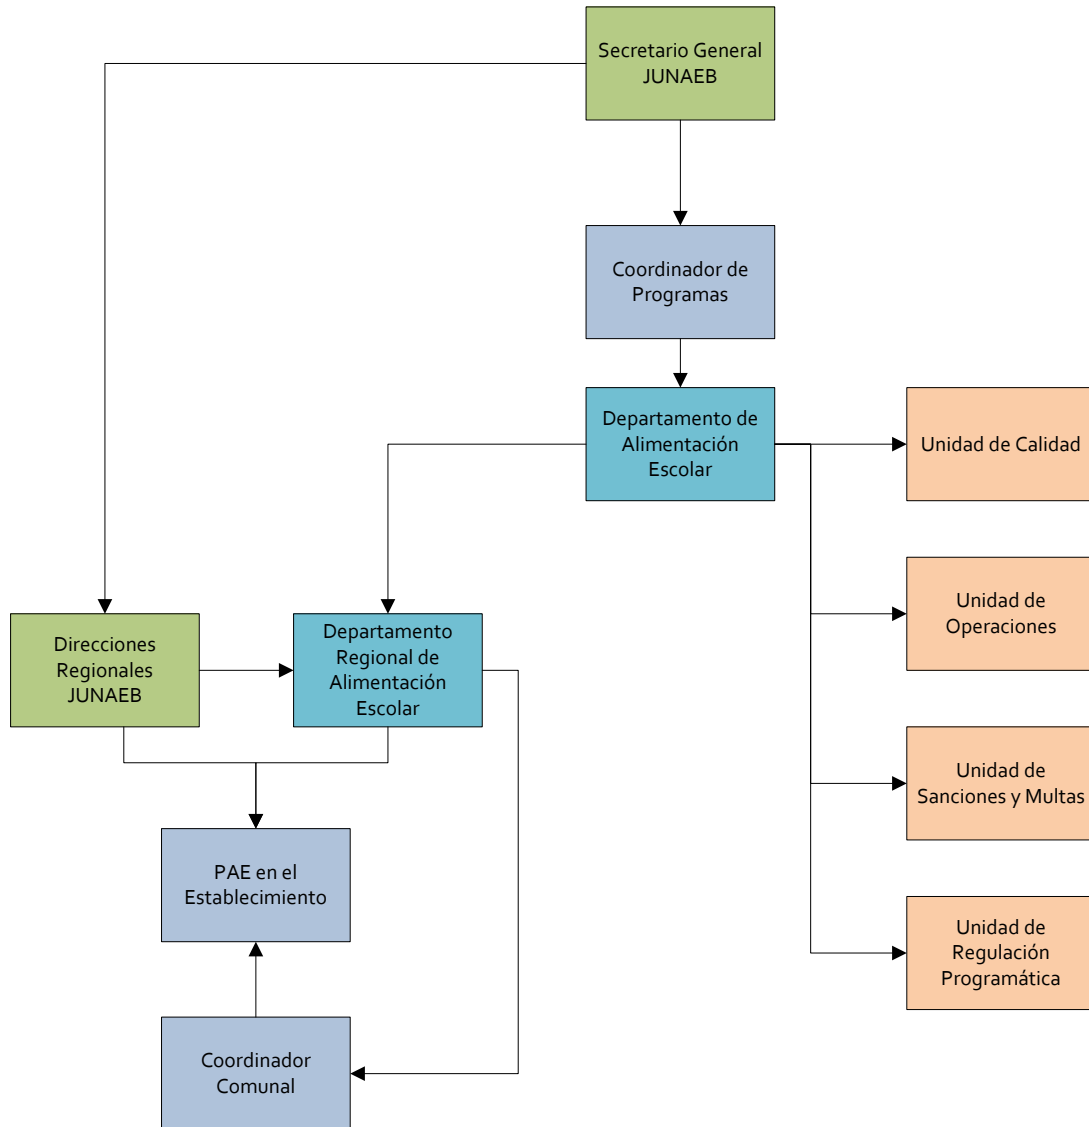 Secretario General
JUNAEB
Coordinador de
Programas
Departamento de
Alimentación
Escolar
Unidad de Calidad
Unidad de
Operaciones
Direcciones
Regionales
JUNAEB
Departamento
Regional de
Alimentación
Escolar
Unidad de
Sanciones y Multas
PAE en el
Establecimiento
Unidad de
Regulación
Programática
Coordinador
Comunal